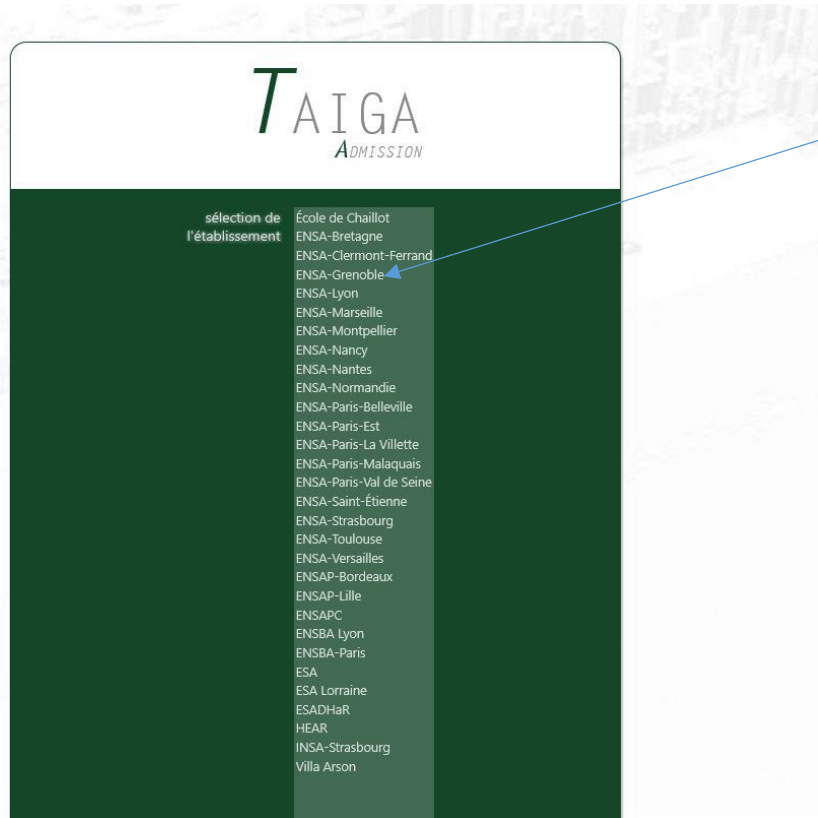 TAIGA
ADMISSION
sélection de
l'établissement
École de Chaillot
ENSA-Bretagne
ENSA-Clermont-Ferrand
ENSA-Grenoble
ENSA-Lyon
ENSA-Marseille
ENSA-Montpellier
ENSA-Nancy
ENSA-Nantes
ENSA-Normandie
ENSA-Paris-Belleville
ENSA-Paris-Est
ENSA-Paris-La Villette
ENSA-Paris-Malaquais
ENSA-Paris-Val de Seine
ENSA-Saint-Étienne
ENSA-Strasbourg
ENSA-Toulouse
ENSA-Versailles
ENSAP-Bordeaux
ENSAP-Lille
ENSAPC
ENSBA Lyon
ENSBA-Paris
ESA
ESA Lorraine
ESADHaR
HEAR
INSA-Strasbourg
Villa Arson